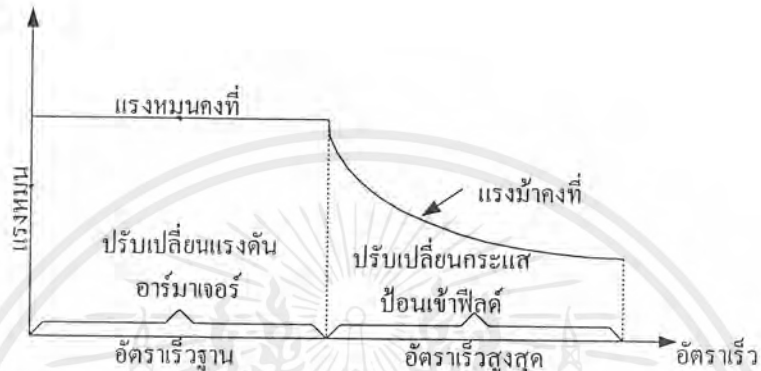 แรงหมุน
แรงหมุนคงที่
แรงม้าคงที่
ปรับเปลี่ยนแรงดัน
อาร์มาเจอร์
ปรับเปลี่ยนกระแส
ป้อนเข้าฟีลด์
อัตราเร็วฐาน
อัตราเร็วสูงสุด
อัตราเร็ว